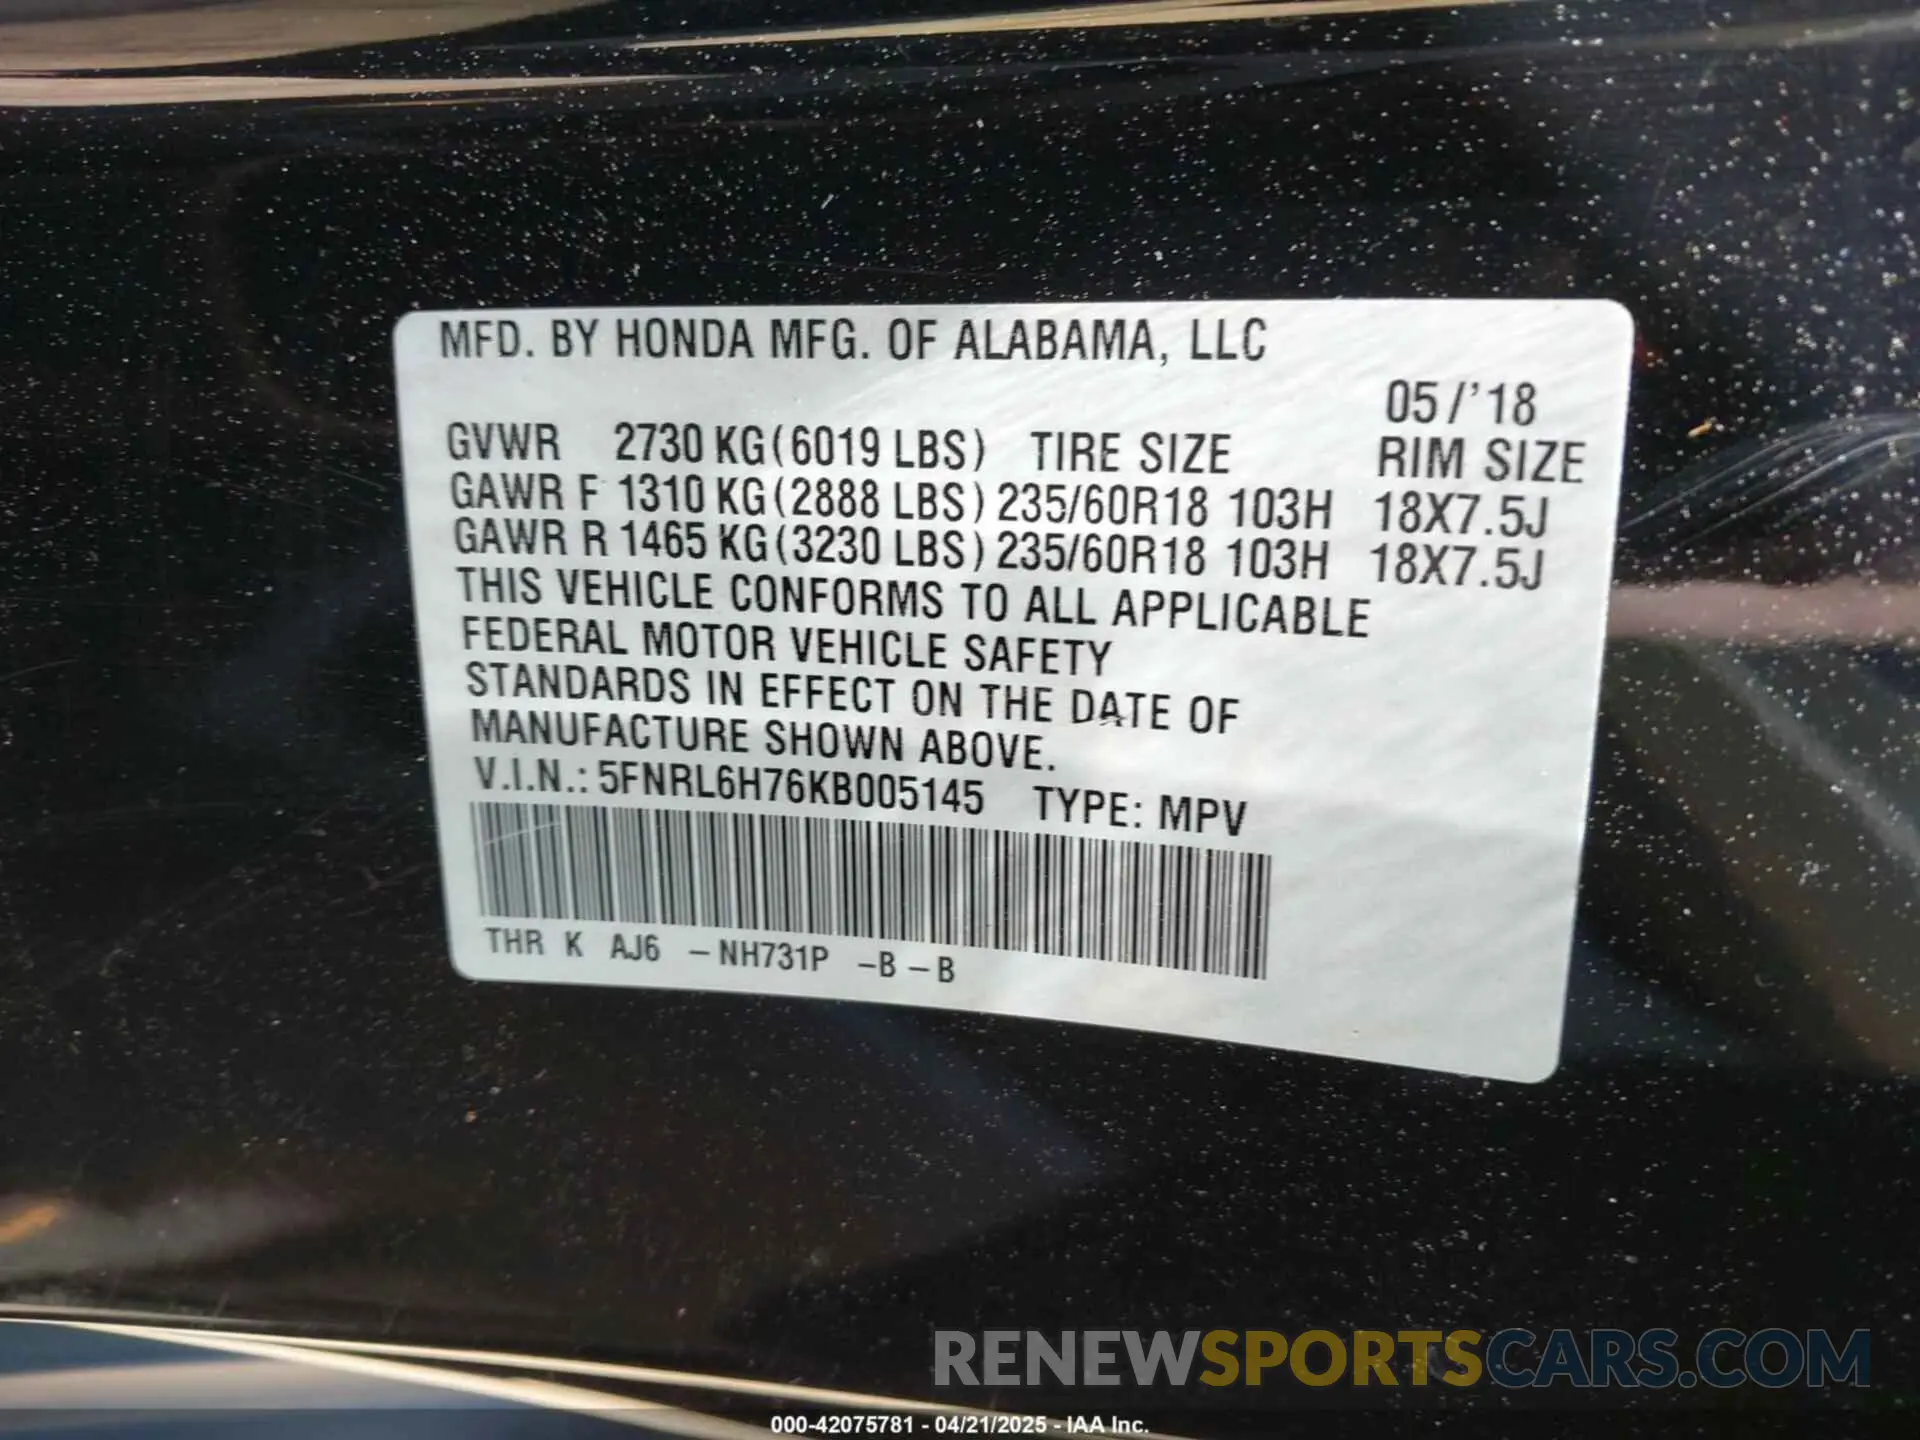 MFD. BY HONDA MFG. OF ALABAMA, LLC
05/'18
GVWR 2730 KG(6019 LBS) TIRE SIZE RIM SIZE
GAWR F 1310 KG(2888 LBS) 235/60R18 103H 18X7.5J
GAWR R 1465 KG(3230 LBS) 235/60R18 103H 18X7.5J
THIS VEHICLE CONFORMS TO ALL APPLICABLE
FEDERAL MOTOR VEHICLE SAFETY
STANDARDS IN EFFECT ON THE DATE OF
MANUFACTURE SHOWN ABOVE.
V.I.N.: 5FNRL6H76KB005145 TYPE: MPV
THR K AJ6 -NH731P -B-B
RENEWSPORTSCARS.COM
000-42075781 - 04/21/2025 - IAA Inc.